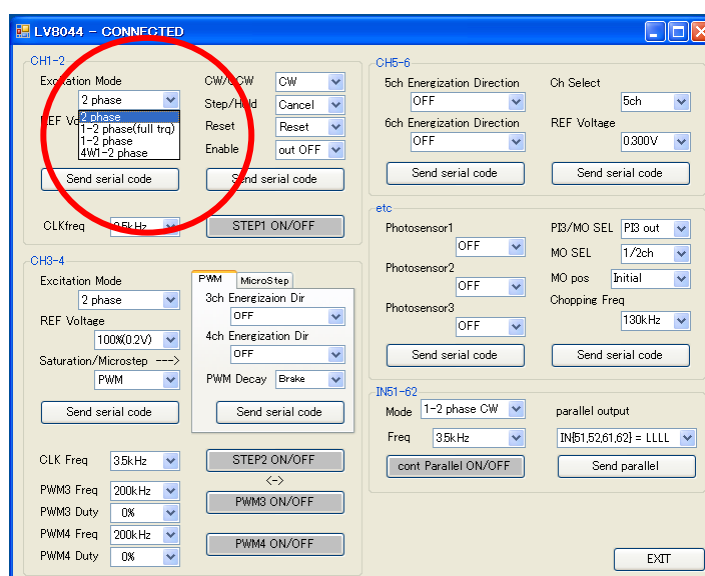 LV8044 - CONNECTED
CH1-2
Excitation Mode
2 phase
2 phase
1-2 phase(full trq)
1-2 phase
4W1-2 phase
Send serial code
CLKfreq
CW/CCW CW
Step/Hold Cancel
Reset Reset
Enable out OFF
Send serial code
STEP1 ON/OFF
CH3-4
Excitation Mode
2 phase
REF Voltage
100%(0.2V)
Saturation/Microstep --->
PWM
Send serial code
PWM MicroStep
3ch Energizaion Dir
OFF
4ch Energization Dir
OFF
PWM Decay Brake
Send serial code
CLK Freq 3.5kHz
PWM3 Freq 200kHz
PWM3 Duty 0%
PWM4 Freq 200kHz
PWM4 Duty 0%
STEP2 ON/OFF
<->
PWM3 ON/OFF
PWM4 ON/OFF
CH5-6
5ch Energization Direction
OFF
6ch Energization Direction
OFF
Send serial code
Ch Select
5ch
REF Voltage
0.300V
Send serial code
etc
Photosensor1
OFF
Photosensor2
OFF
Photosensor3
OFF
Send serial code
PI3/MO SEL PI3 out
MO SEL 1/2ch
MO pos Initial
Chopping Freq
130kHz
Send serial code
IN51-62
Mode 1-2 phase CW
Freq 3.5kHz
cont Parallel ON/OFF
parallel output
IN{51,52,61,62} = LLLL
Send parallel
EXIT